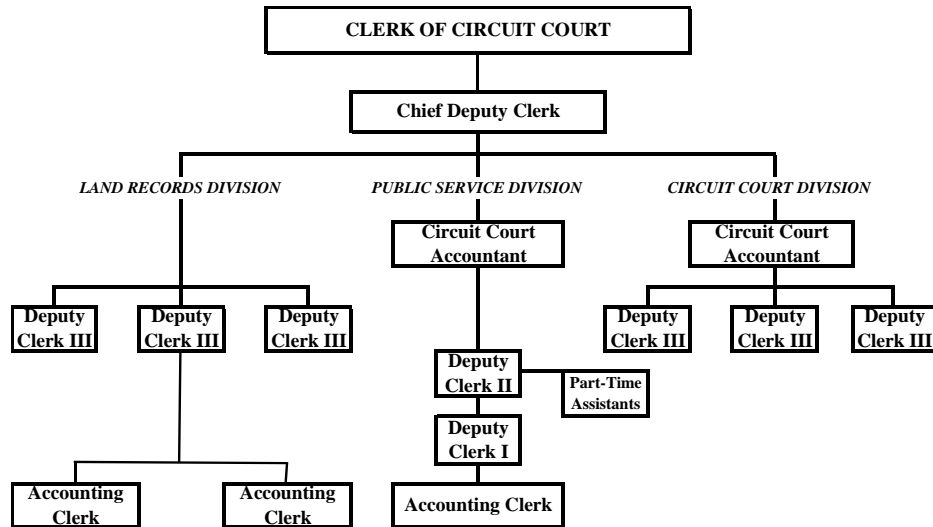 CLERK OF CIRCUIT COURT
Chief Deputy Clerk
LAND RECORDS DIVISION
PUBLIC SERVICE DIVISION
CIRCUIT COURT DIVISION
Circuit Court
Accountant
Circuit Court
Accountant
Deputy
Clerk III
Deputy
Clerk III
Deputy
Clerk III
Deputy
Clerk III
Deputy
Clerk III
Deputy
Clerk III
Deputy
Clerk II
Part-Time
Assistants
Deputy
Clerk I
Accounting
Clerk
Accounting
Clerk
Accounting Clerk